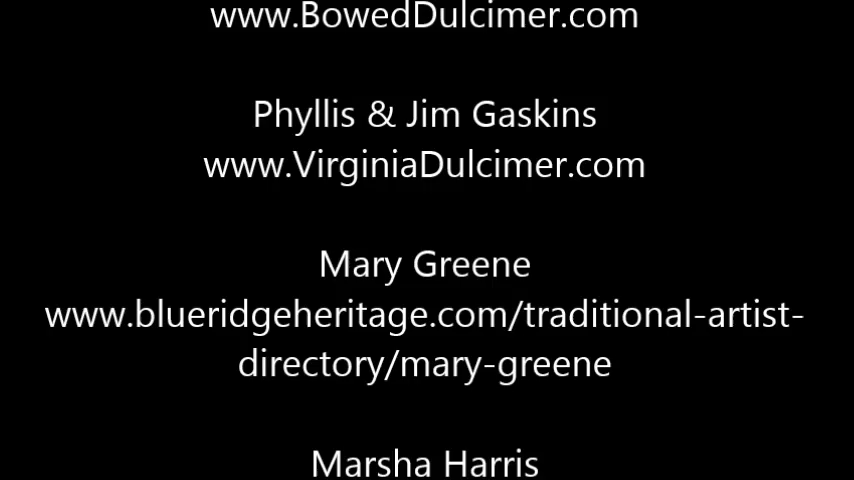 www.BowedDulcimer.com
Phyllis & Jim Gaskins
www.VirginiaDulcimer.com
Mary Greene
www.blueridgeheritage.com/traditional-artist-
directory/mary-greene
Marsha Harris